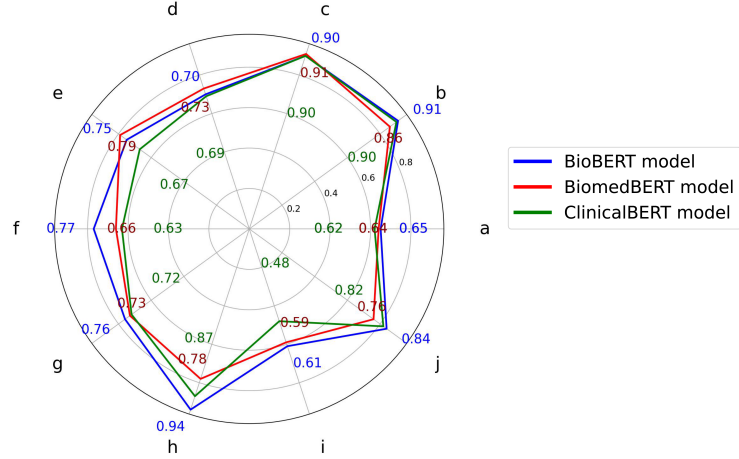 d
c
0.90
0.70
0.91
b
0.91
e
0.73
0.75
0.90
0.86
0.79
0.69
0.90
0.8
0.67
0.6
0.4
0.2
f
0.77
0.66
0.63
0.62
0.64
0.65
a
0.48
0.72
0.82
0.73
0.76
0.59
0.76
0.87
0.84
g
0.78
0.61
j
0.94
h
i
BioBERT model
BiomedBERT model
ClinicalBERT model